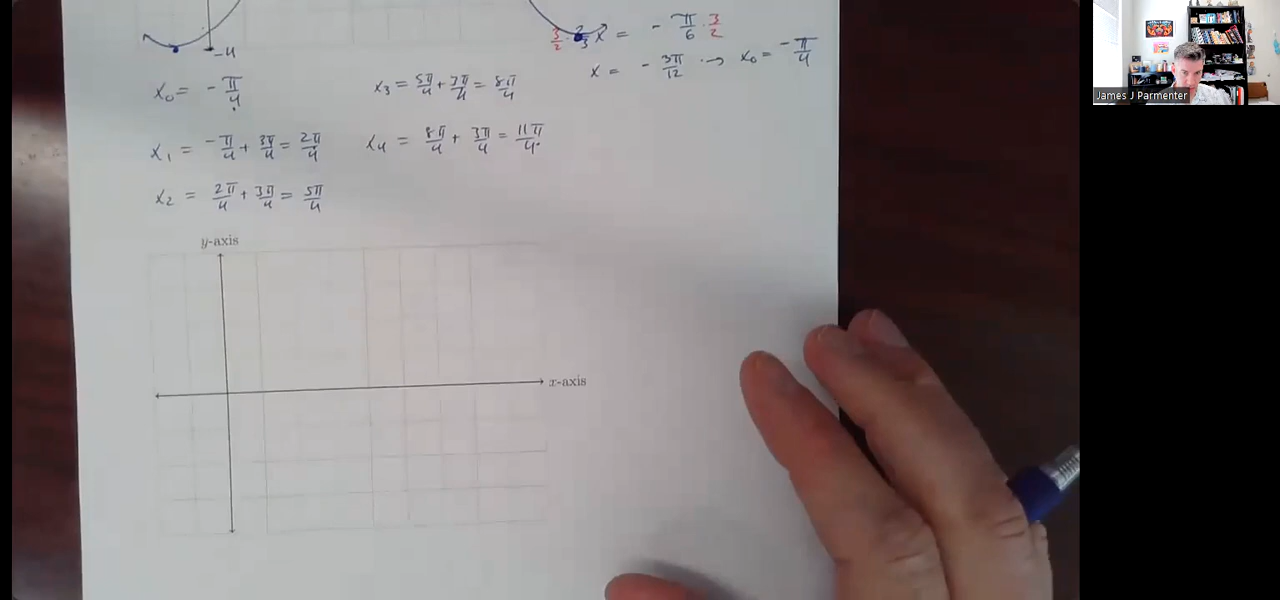 -4
3/2 · 2/3 x = - π/6 · 3/2
x = - 3π/12 → x₀ = -π/4
x₀ = - π/4
x₃ = 5π/4 + 3π/4 = 8π/4
x₁ = -π/4 + 3π/4 = 2π/4
x₄ = 8π/4 + 3π/4 = 11π/4
x₂ = 2π/4 + 3π/4 = 5π/4
y-axis
x-axis
James J Parmenter